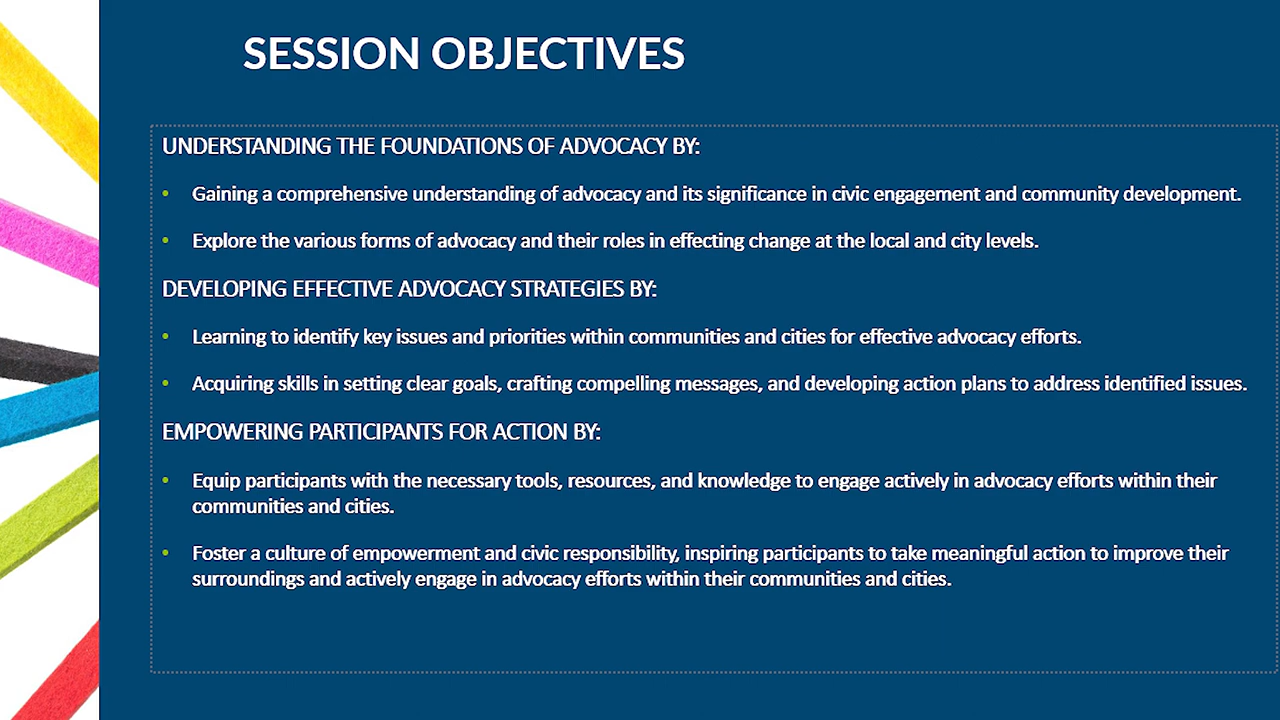 SESSION OBJECTIVES
UNDERSTANDING THE FOUNDATIONS OF ADVOCACY BY:
• Gaining a comprehensive understanding of advocacy and its significance in civic engagement and community development.
• Explore the various forms of advocacy and their roles in effecting change at the local and city levels.
DEVELOPING EFFECTIVE ADVOCACY STRATEGIES BY:
• Learning to identify key issues and priorities within communities and cities for effective advocacy efforts.
• Acquiring skills in setting clear goals, crafting compelling messages, and developing action plans to address identified issues.
EMPOWERING PARTICIPANTS FOR ACTION BY:
• Equip participants with the necessary tools, resources, and knowledge to engage actively in advocacy efforts within their
communities and cities.
• Foster a culture of empowerment and civic responsibility, inspiring participants to take meaningful action to improve their
surroundings and actively engage in advocacy efforts within their communities and cities.